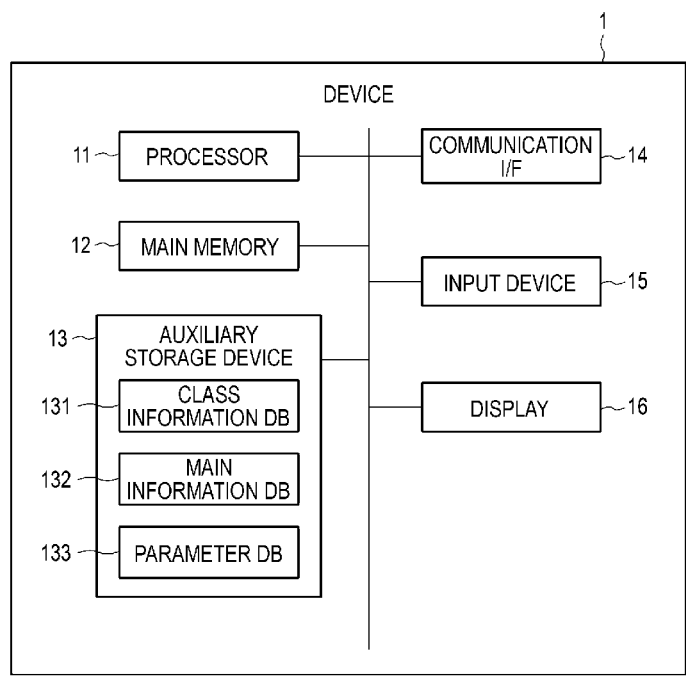 1
DEVICE
11
PROCESSOR
COMMUNICATION
I/F
14
12
MAIN MEMORY
INPUT DEVICE
15
13
AUXILIARY
STORAGE DEVICE
131
CLASS
INFORMATION DB
DISPLAY
16
132
MAIN
INFORMATION DB
133
PARAMETER DB